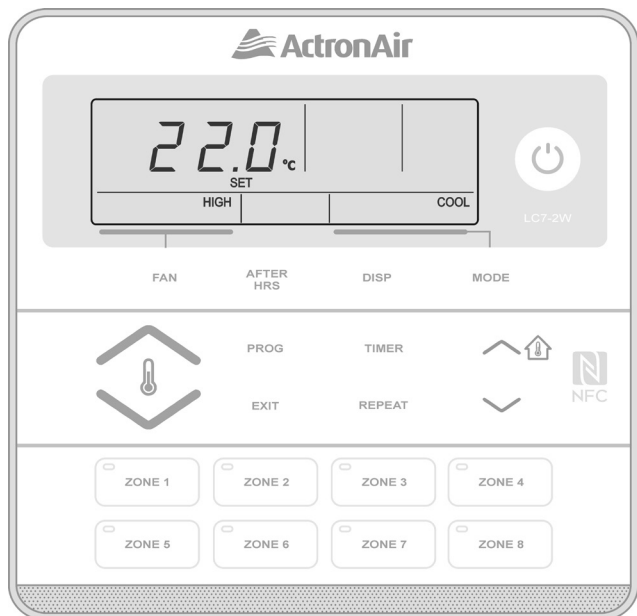 ActronAir
22.0 °C
SET
HIGH
COOL
LC7-2W
FAN
AFTER
HRS
DISP
MODE
PROG
TIMER
EXIT
REPEAT
NFC
ZONE 1
ZONE 2
ZONE 3
ZONE 4
ZONE 5
ZONE 6
ZONE 7
ZONE 8